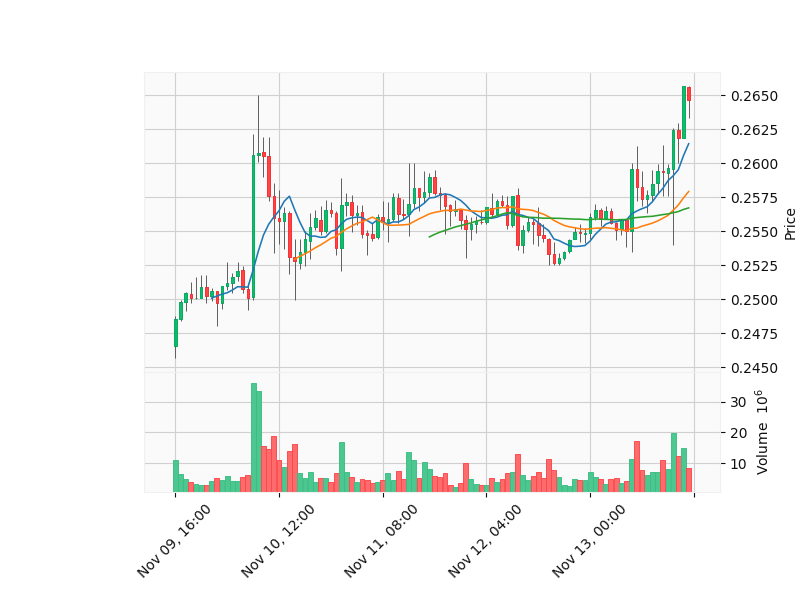 0.2650
0.2625
0.2600
0.2575
0.2550
0.2525
0.2500
0.2475
0.2450
Price
30
20
10
Volume 10⁶
Nov 09, 16:00
Nov 10, 12:00
Nov 11, 08:00
Nov 12, 04:00
Nov 13, 00:00